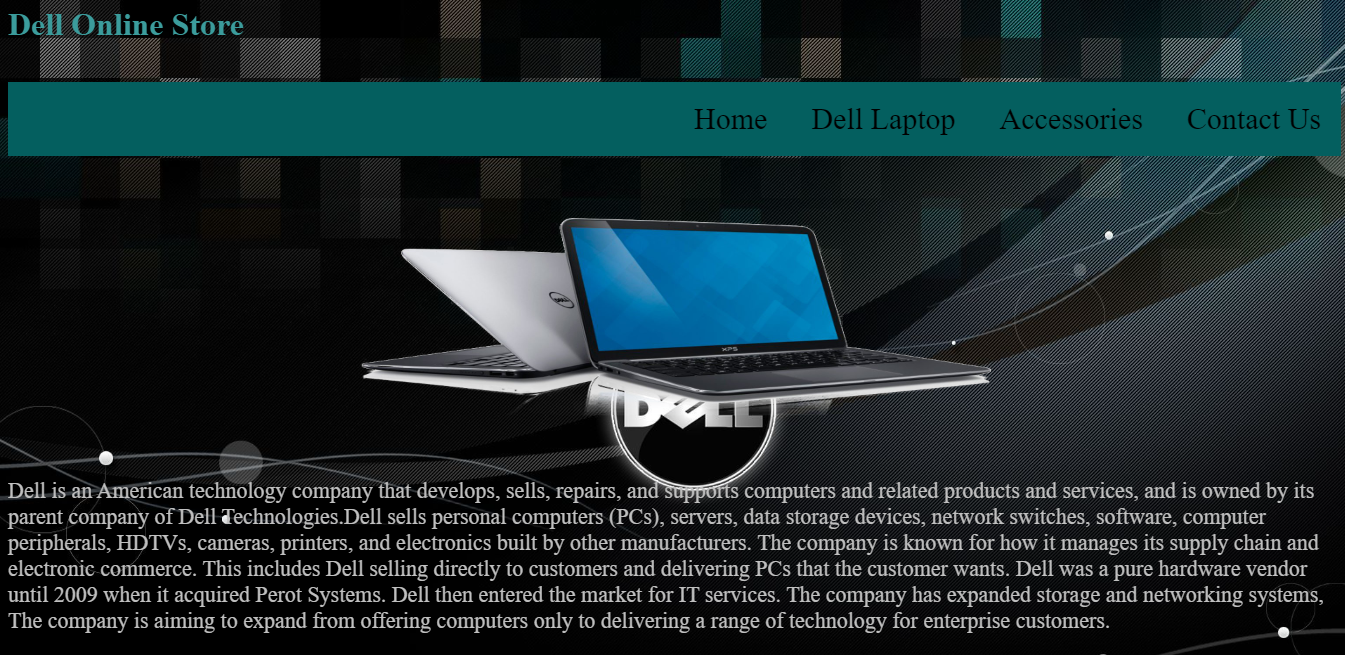 Dell Online Store
Home Dell Laptop Accessories Contact Us
DELL
XPS
DELL
Dell is an American technology company that develops, sells, repairs, and supports computers and related products and services, and is owned by its
parent company of Dell Technologies.Dell sells personal computers (PCs), servers, data storage devices, network switches, software, computer
peripherals, HDTVs, cameras, printers, and electronics built by other manufacturers. The company is known for how it manages its supply chain and
electronic commerce. This includes Dell selling directly to customers and delivering PCs that the customer wants. Dell was a pure hardware vendor
until 2009 when it acquired Perot Systems. Dell then entered the market for IT services. The company has expanded storage and networking systems,
The company is aiming to expand from offering computers only to delivering a range of technology for enterprise customers.